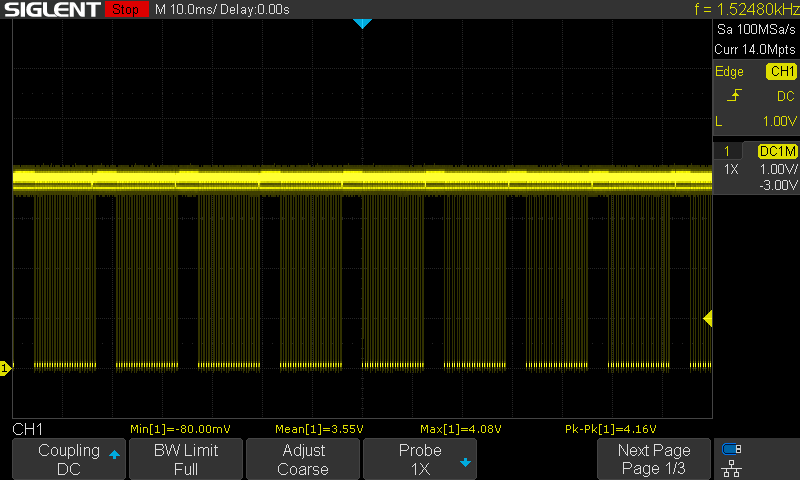 SIGLENT Stop M 10.0ms/ Delay:0.00s f = 1.52480kHz
Sa 100MSa/s
Curr 14.0Mpts
Edge CH1
DC
L 1.00V
1 DC1M
1X 1.00V/
-3.00V
1
CH1 Min[1]=-80.00mV Mean[1]=3.55V Max[1]=4.08V Pk-Pk[1]=4.16V
Coupling BW Limit Adjust Probe Next Page
DC Full Coarse 1X Page 1/3